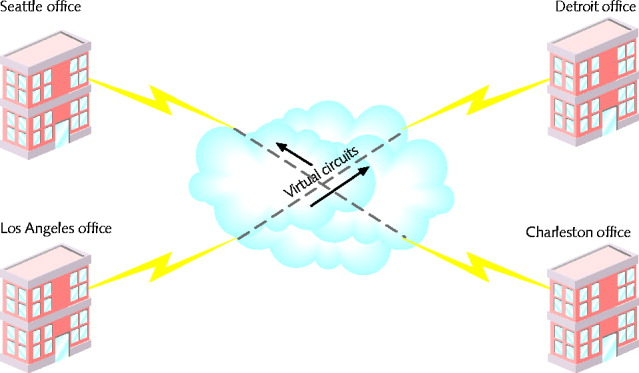 Seattle office
Detroit office
Virtual circuits
Los Angeles office
Charleston office